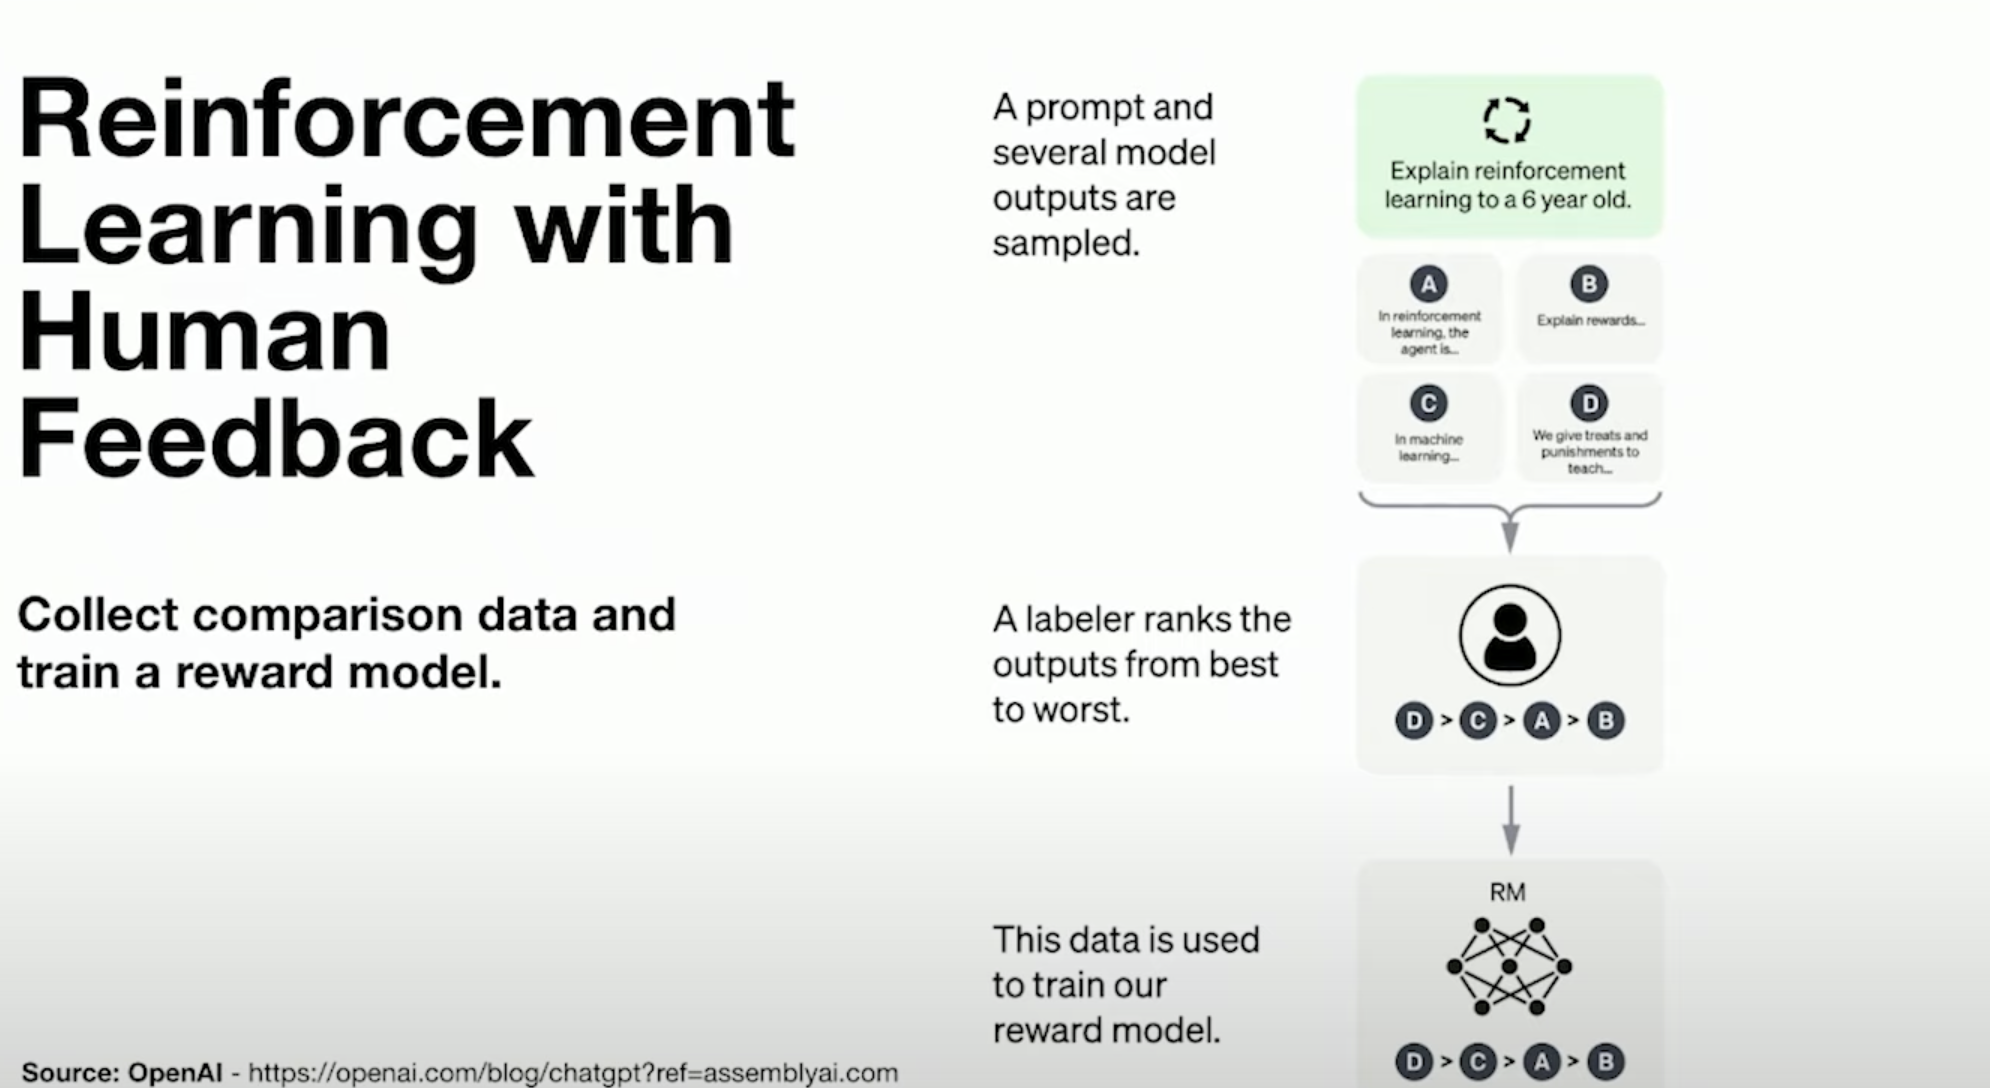 Reinforcement
Learning with
Human
Feedback
Collect comparison data and
train a reward model.
A prompt and
several model
outputs are
sampled.
Explain reinforcement
learning to a 6 year old.
A
In reinforcement
learning, the
agent is...
B
Explain rewards...
C
In machine
learning...
D
We give treats and
punishments to
teach...
A labeler ranks the
outputs from best
to worst.
D > C > A > B
This data is used
to train our
reward model.
RM
D > C > A > B
Source: OpenAI - https://openai.com/blog/chatgpt?ref=assemblyai.com